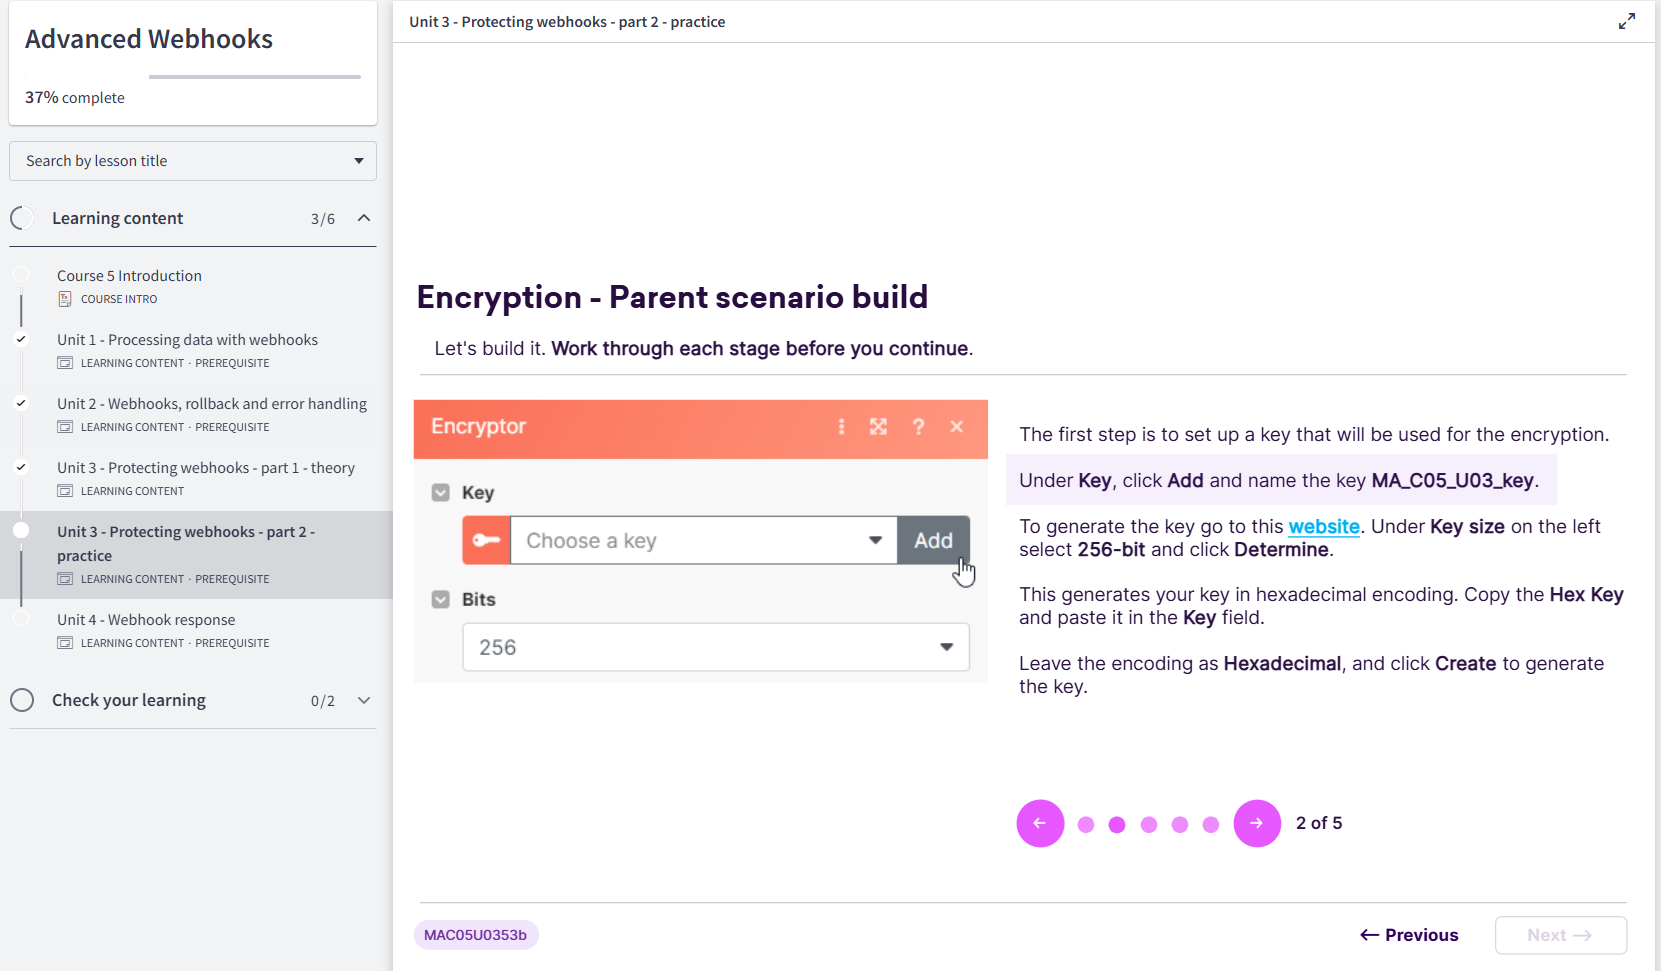 Advanced Webhooks
37% complete
Search by lesson title
Learning content 3/6
Course 5 Introduction
COURSE INTRO
Unit 1 - Processing data with webhooks
LEARNING CONTENT · PREREQUISITE
Unit 2 - Webhooks, rollback and error handling
LEARNING CONTENT · PREREQUISITE
Unit 3 - Protecting webhooks - part 1 - theory
LEARNING CONTENT
Unit 3 - Protecting webhooks - part 2 -
practice
LEARNING CONTENT · PREREQUISITE
Unit 4 - Webhook response
LEARNING CONTENT · PREREQUISITE
Check your learning 0/2
Unit 3 - Protecting webhooks - part 2 - practice
Encryption - Parent scenario build
Let's build it. Work through each stage before you continue.
Encryptor
Key
Choose a key Add
Bits
256
The first step is to set up a key that will be used for the encryption.
Under Key, click Add and name the key MA_C05_U03_key.
To generate the key go to this website. Under Key size on the left
select 256-bit and click Determine.
This generates your key in hexadecimal encoding. Copy the Hex Key
and paste it in the Key field.
Leave the encoding as Hexadecimal, and click Create to generate
the key.
2 of 5
MAC05U0353b
← Previous
Next →